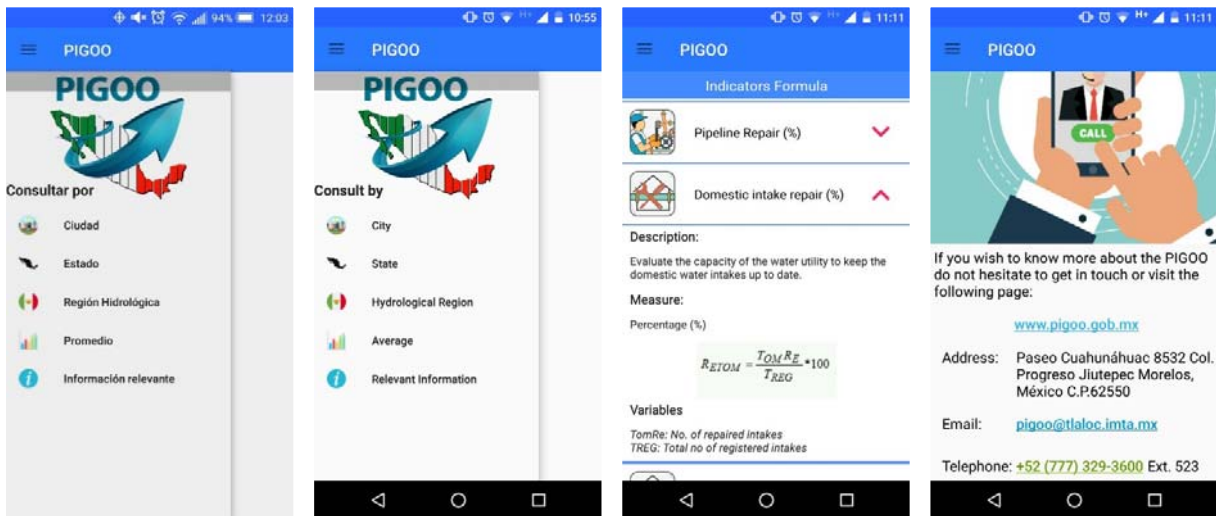 94% 12:03
PIGOO
PIGOO
Consultar por
Ciudad
Estado
Región Hidrológica
Promedio
Información relevante
H+ 10:55
PIGOO
PIGOO
Consult by
City
State
Hydrological Region
Average
Relevant Information
H+ 11:11
PIGOO
Indicators Formula
Pipeline Repair (%)
Domestic intake repair (%)
Description:
Evaluate the capacity of the water utility to keep the
domestic water intakes up to date.
Measure:
Percentage (%)
R_ETOM = T_OM R_E / T_REG *100
Variables
TomRe: No. of repaired intakes
TREG: Total no of registered intakes
H+ 11:11
PIGOO
CALL
If you wish to know more about the PIGOO
do not hesitate to get in touch or visit the
following page:
www.pigoo.gob.mx
Address: Paseo Cuahunáhuac 8532 Col.
Progreso Jiutepec Morelos,
México C.P.62550
Email: pigoo@tlaloc.imta.mx
Telephone: +52 (777) 329-3600 Ext. 523